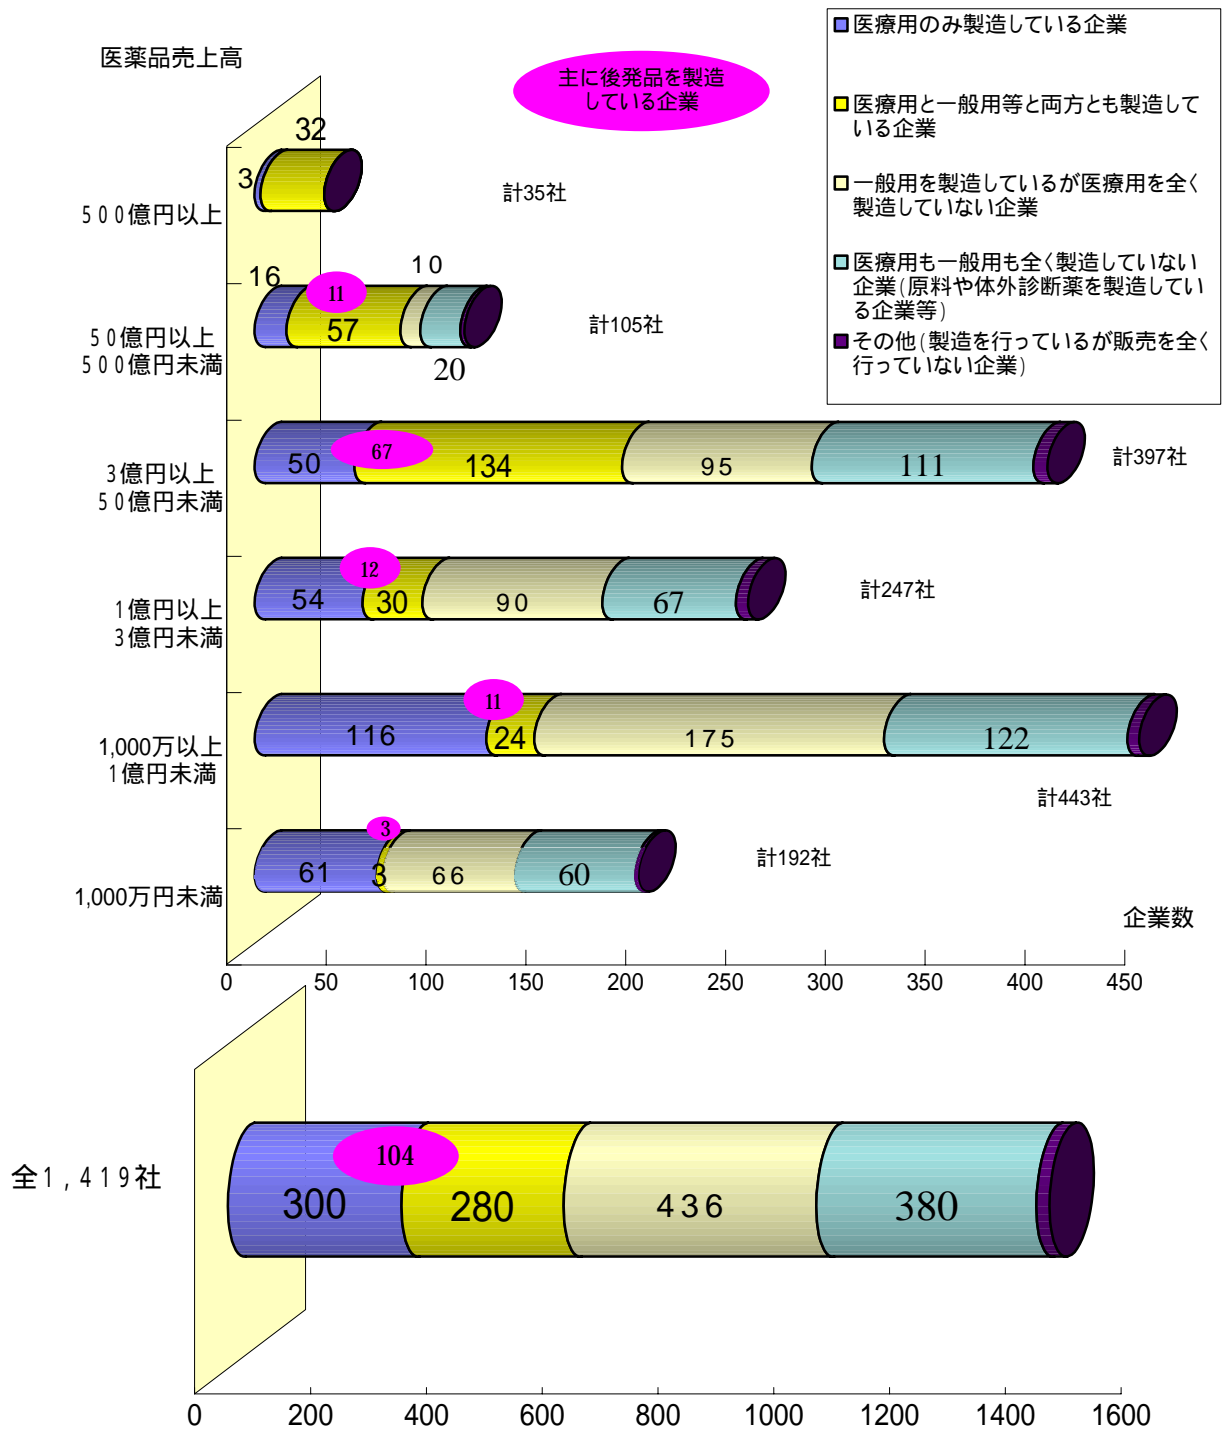 医薬品売上高
主に後発品を製造
している企業
医療用のみ製造している企業
医療用と一般用等と両方とも製造して
いる企業
一般用を製造しているが医療用を全く
製造していない企業
医療用も一般用も全く製造していない
企業(原料や体外診断薬を製造してい
る企業等)
その他(製造を行っているが販売を全く
行っていない企業)
500億円以上
3
32
計35社
50億円以上
500億円未満
16
11
57
10
20
計105社
3億円以上
50億円未満
50
67
134
95
111
計397社
1億円以上
3億円未満
54
12
30
90
67
計247社
1,000万以上
1億円未満
116
11
24
175
122
計443社
1,000万円未満
61
3
3
66
60
計192社
企業数
0 50 100 150 200 250 300 350 400 450
全1,419社
300
104
280
436
380
0 200 400 600 800 1000 1200 1400 1600